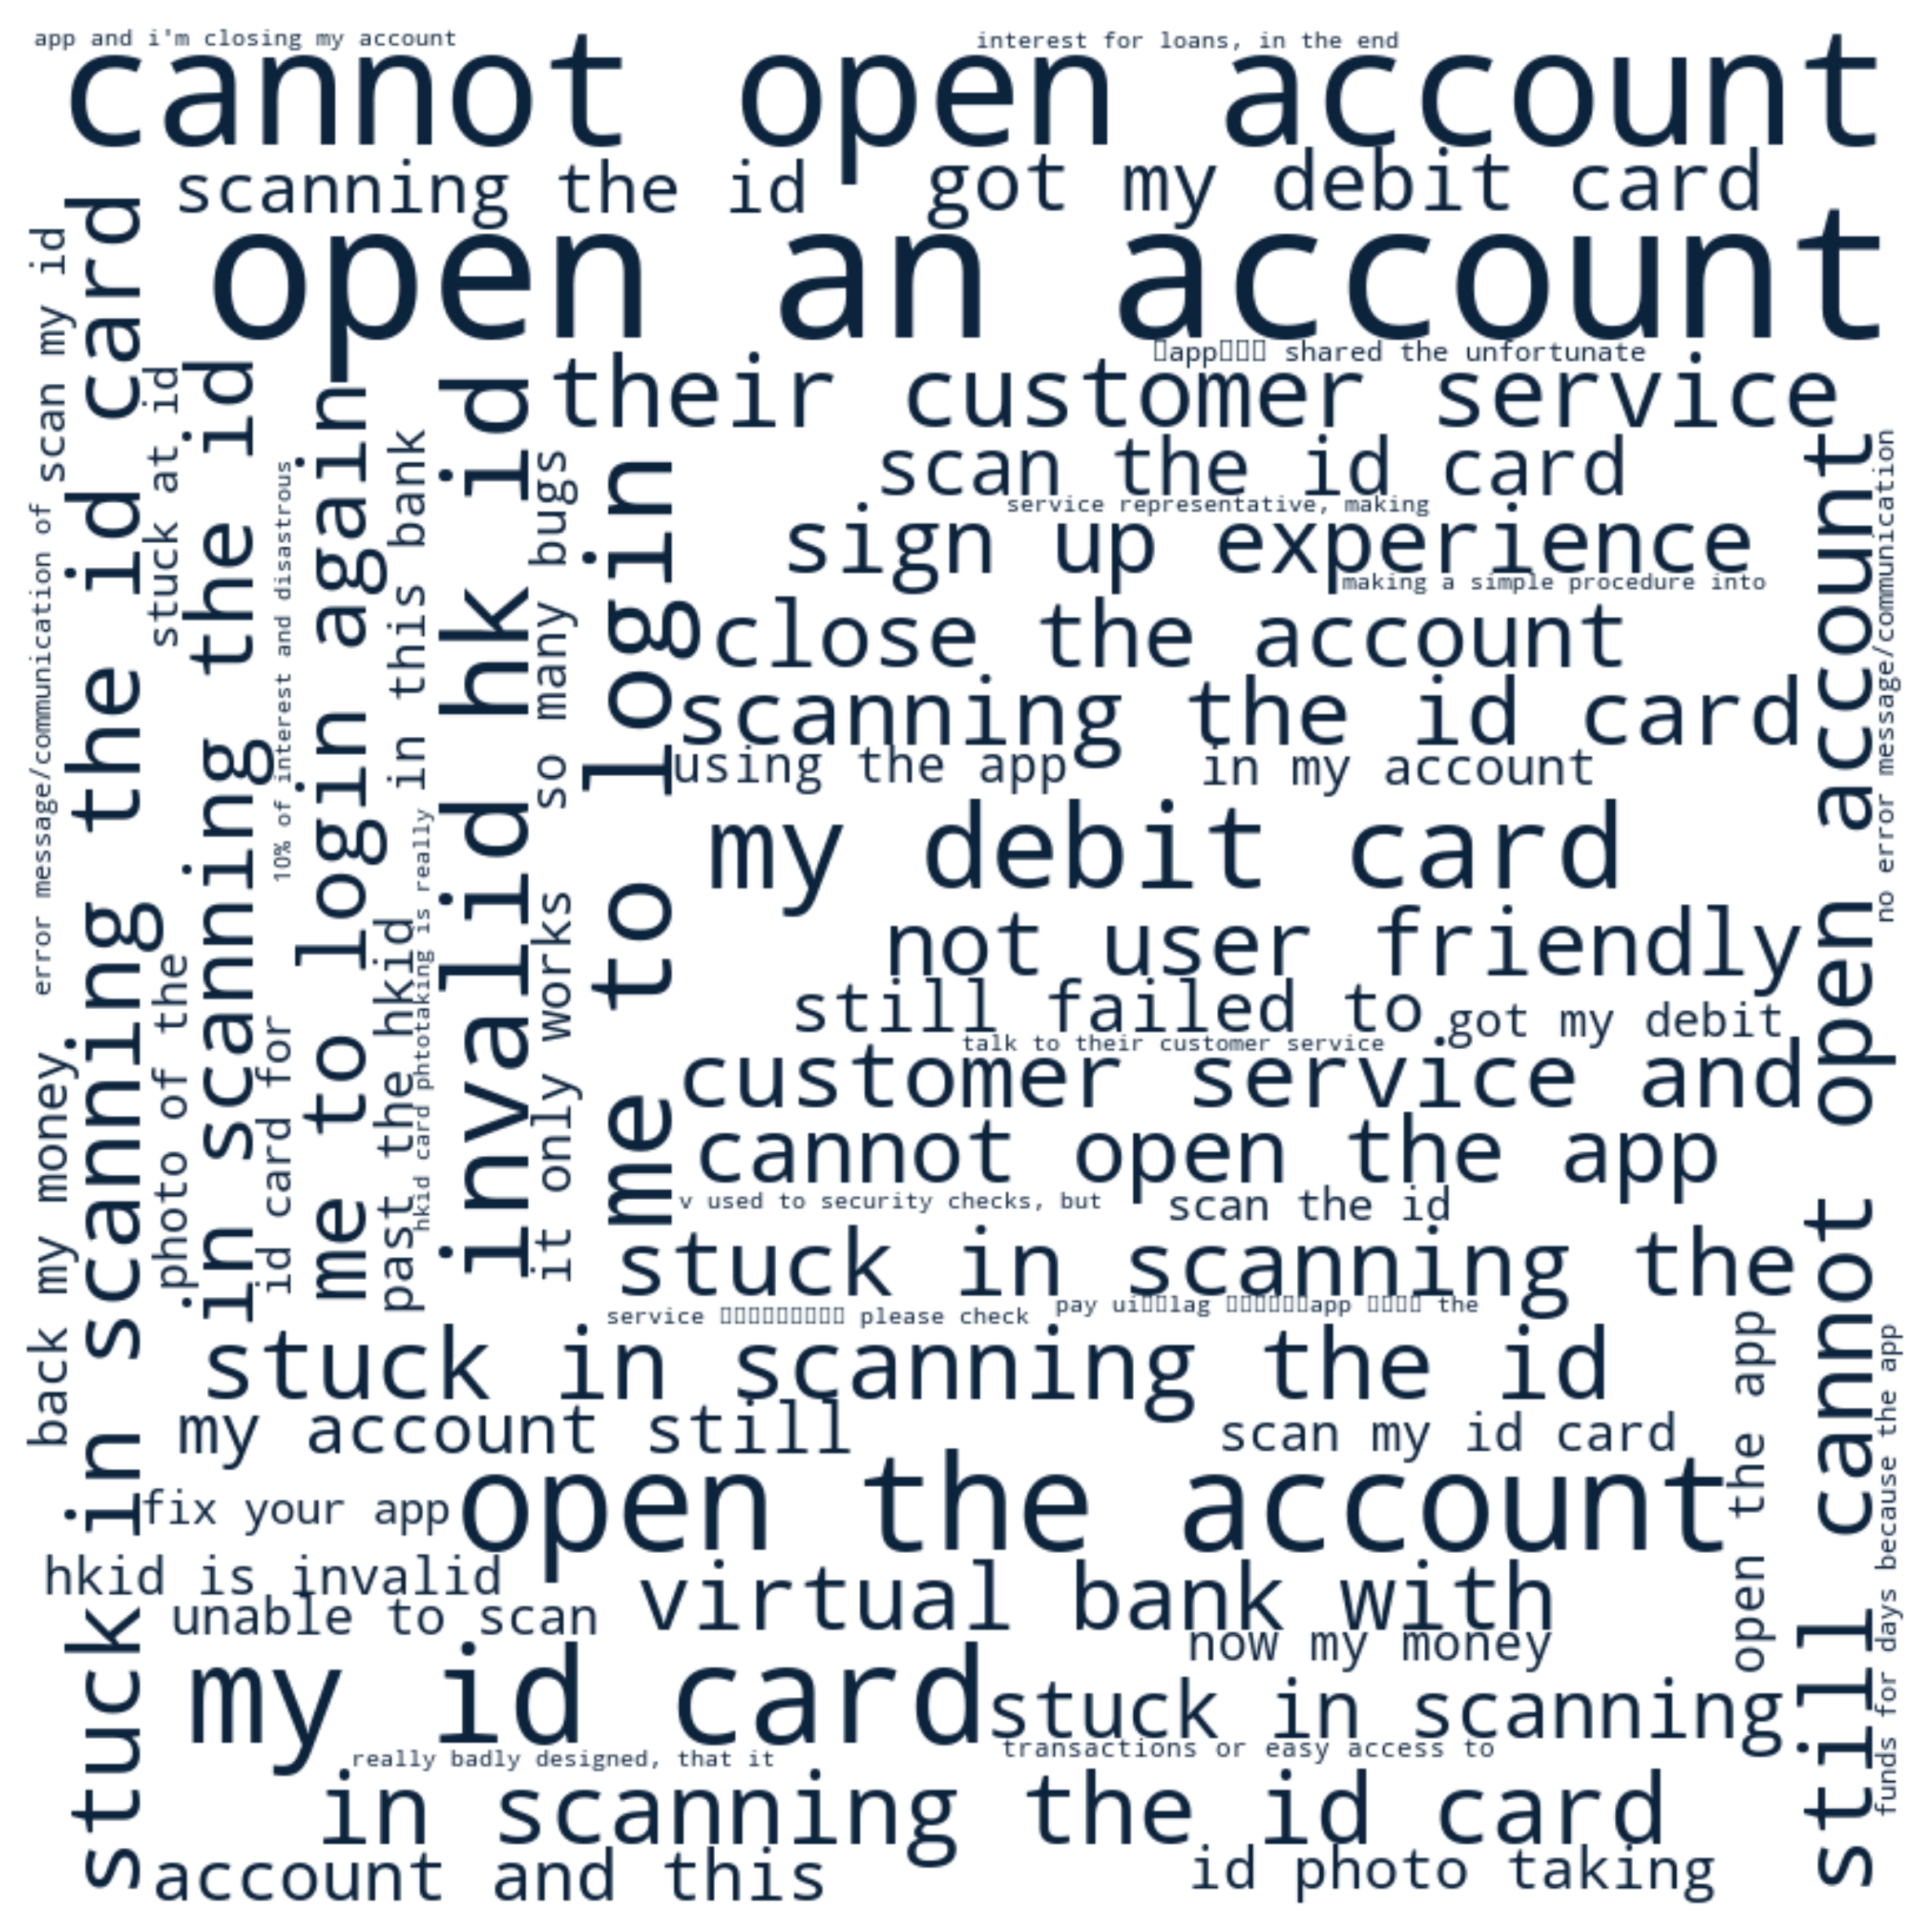 app and i'm closing my account
interest for loans, in the end
cannot open account
scanning the id
got my debit card
open an account
▯app▯▯▯ shared the unfortunate
their customer service
scan the id card
service representative, making
sign up experience
making a simple procedure into
close the account
scanning the id card
using the app
in my account
my debit card
not user friendly
still failed to
got my debit
talk to their customer service
customer service and
cannot open the app
v used to security checks, but
scan the id
stuck in scanning the
service ▯▯▯▯▯▯▯▯▯ please check
pay ui▯▯lag ▯▯▯▯▯▯app ▯▯▯▯ the
stuck in scanning the id
my account still
scan my id card
fix your app
open the account
hkid is invalid
unable to scan
virtual bank with
now my money
my id card
stuck in scanning
really badly designed, that it
transactions or easy access to
in scanning the id card
account and this
id photo taking
scan my id
error message/communication of
back my money.
stuck in scanning the id card
stuck at id
photo of the
in scanning the id
10% of interest and disastrous
id card for
me to login again
in this bank
past the hkid
hkid card phtotaking is really
invalid hk id
so many bugs
it only works
me to login
open the app
still cannot open account
no error message/communication
funds for days because the app